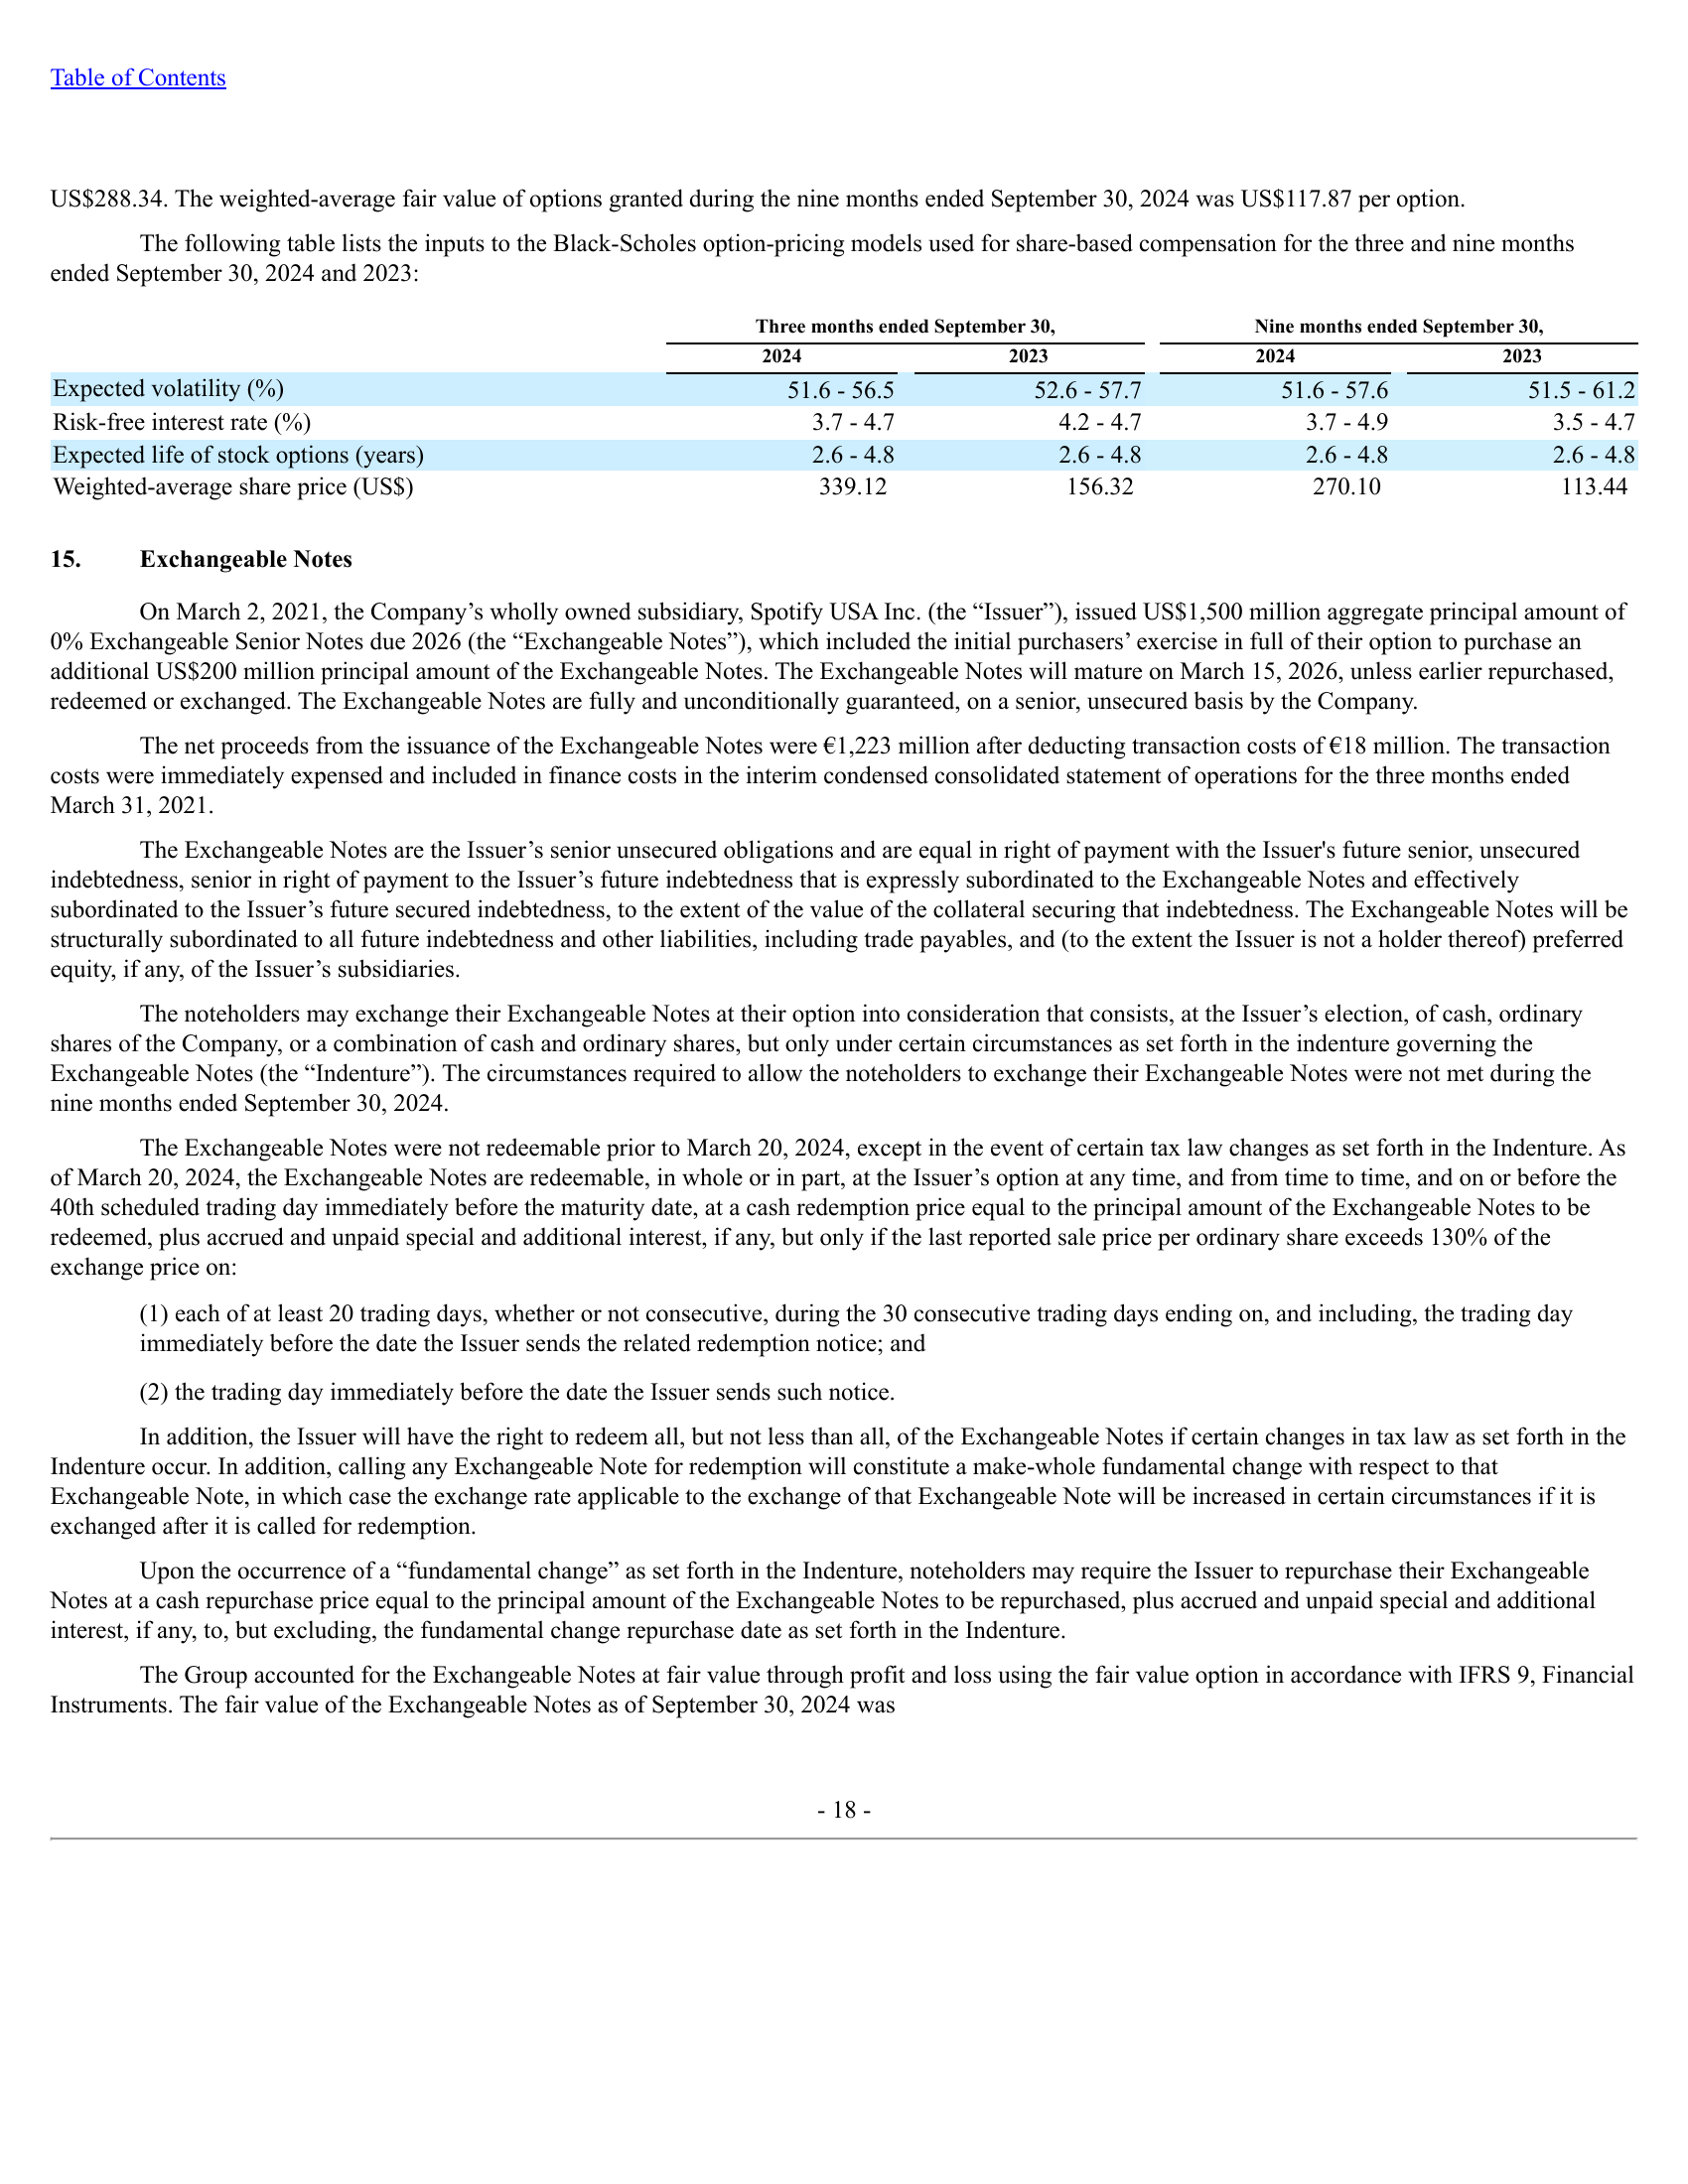 Table of Contents
US$288.34. The weighted-average fair value of options granted during the nine months ended September 30, 2024 was US$117.87 per option.
The following table lists the inputs to the Black-Scholes option-pricing models used for share-based compensation for the three and nine months
ended September 30, 2024 and 2023:
Three months ended September 30, Nine months ended September 30,
2024 2023 2024 2023
Expected volatility (%) 51.6 - 56.5 52.6 - 57.7 51.6 - 57.6 51.5 - 61.2
Risk-free interest rate (%) 3.7 - 4.7 4.2 - 4.7 3.7 - 4.9 3.5 - 4.7
Expected life of stock options (years) 2.6 - 4.8 2.6 - 4.8 2.6 - 4.8 2.6 - 4.8
Weighted-average share price (US$) 339.12 156.32 270.10 113.44
15. Exchangeable Notes
On March 2, 2021, the Company’s wholly owned subsidiary, Spotify USA Inc. (the “Issuer”), issued US$1,500 million aggregate principal amount of
0% Exchangeable Senior Notes due 2026 (the “Exchangeable Notes”), which included the initial purchasers’ exercise in full of their option to purchase an
additional US$200 million principal amount of the Exchangeable Notes. The Exchangeable Notes will mature on March 15, 2026, unless earlier repurchased,
redeemed or exchanged. The Exchangeable Notes are fully and unconditionally guaranteed, on a senior, unsecured basis by the Company.
The net proceeds from the issuance of the Exchangeable Notes were €1,223 million after deducting transaction costs of €18 million. The transaction
costs were immediately expensed and included in finance costs in the interim condensed consolidated statement of operations for the three months ended
March 31, 2021.
The Exchangeable Notes are the Issuer’s senior unsecured obligations and are equal in right of payment with the Issuer's future senior, unsecured
indebtedness, senior in right of payment to the Issuer’s future indebtedness that is expressly subordinated to the Exchangeable Notes and effectively
subordinated to the Issuer’s future secured indebtedness, to the extent of the value of the collateral securing that indebtedness. The Exchangeable Notes will be
structurally subordinated to all future indebtedness and other liabilities, including trade payables, and (to the extent the Issuer is not a holder thereof) preferred
equity, if any, of the Issuer’s subsidiaries.
The noteholders may exchange their Exchangeable Notes at their option into consideration that consists, at the Issuer’s election, of cash, ordinary
shares of the Company, or a combination of cash and ordinary shares, but only under certain circumstances as set forth in the indenture governing the
Exchangeable Notes (the “Indenture”). The circumstances required to allow the noteholders to exchange their Exchangeable Notes were not met during the
nine months ended September 30, 2024.
The Exchangeable Notes were not redeemable prior to March 20, 2024, except in the event of certain tax law changes as set forth in the Indenture. As
of March 20, 2024, the Exchangeable Notes are redeemable, in whole or in part, at the Issuer’s option at any time, and from time to time, and on or before the
40th scheduled trading day immediately before the maturity date, at a cash redemption price equal to the principal amount of the Exchangeable Notes to be
redeemed, plus accrued and unpaid special and additional interest, if any, but only if the last reported sale price per ordinary share exceeds 130% of the
exchange price on:
(1) each of at least 20 trading days, whether or not consecutive, during the 30 consecutive trading days ending on, and including, the trading day
immediately before the date the Issuer sends the related redemption notice; and
(2) the trading day immediately before the date the Issuer sends such notice.
In addition, the Issuer will have the right to redeem all, but not less than all, of the Exchangeable Notes if certain changes in tax law as set forth in the
Indenture occur. In addition, calling any Exchangeable Note for redemption will constitute a make-whole fundamental change with respect to that
Exchangeable Note, in which case the exchange rate applicable to the exchange of that Exchangeable Note will be increased in certain circumstances if it is
exchanged after it is called for redemption.
Upon the occurrence of a “fundamental change” as set forth in the Indenture, noteholders may require the Issuer to repurchase their Exchangeable
Notes at a cash repurchase price equal to the principal amount of the Exchangeable Notes to be repurchased, plus accrued and unpaid special and additional
interest, if any, to, but excluding, the fundamental change repurchase date as set forth in the Indenture.
The Group accounted for the Exchangeable Notes at fair value through profit and loss using the fair value option in accordance with IFRS 9, Financial
Instruments. The fair value of the Exchangeable Notes as of September 30, 2024 was
- 18 -